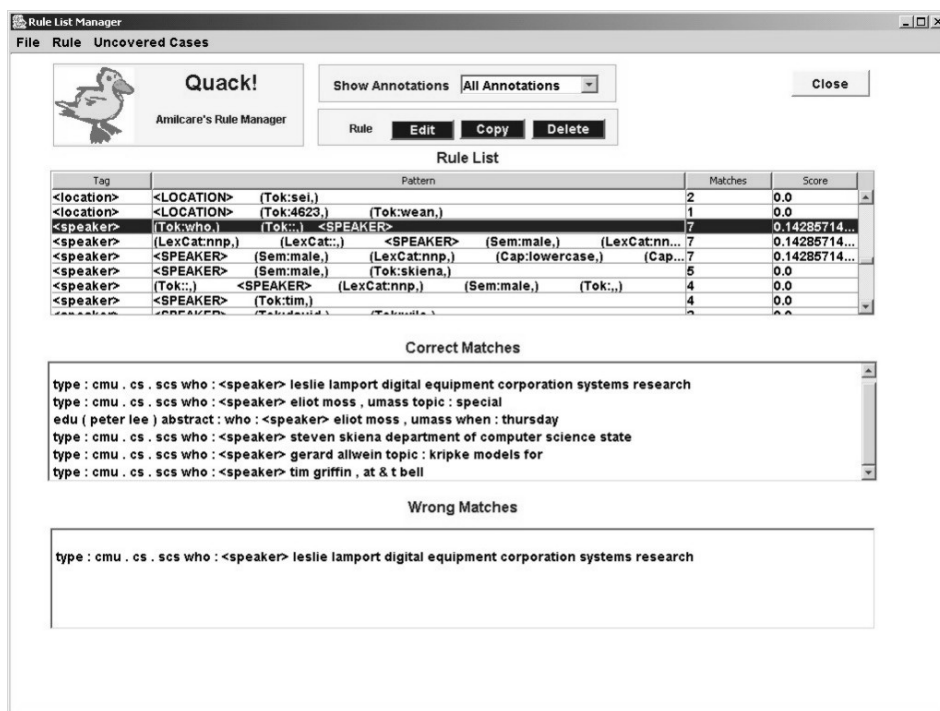 Rule List Manager
File Rule Uncovered Cases
Quack!
Amilcare's Rule Manager
Show Annotations All Annotations
Rule Edit Copy Delete
Close
Rule List
Tag Pattern Matches Score
<location> <LOCATION> (Tok:sei,) 2 0.0
<location> <LOCATION> (Tok:4623,) (Tok:wean,) 1 0.0
<speaker> (Tok:who,) (Tok::,) <SPEAKER> 7 0.14285714...
<speaker> (LexCat:nnp,) (LexCat::,) <SPEAKER> (Sem:male,) (LexCat:nn... 7 0.14285714...
<speaker> <SPEAKER> (Sem:male,) (LexCat:nnp,) (Cap:lowercase,) (Cap... 7 0.14285714...
<speaker> <SPEAKER> (Sem:male,) (Tok:skiena,) 5 0.0
<speaker> (Tok::,) <SPEAKER> (LexCat:nnp,) (Sem:male,) (Tok:,,) 4 0.0
<speaker> <SPEAKER> (Tok:tim,) 4 0.0
<speaker> <SPEAKER>
Correct Matches
type : cmu . cs . scs who : <speaker> leslie lamport digital equipment corporation systems research
type : cmu . cs . scs who : <speaker> eliot moss , umass topic : special
edu ( peter lee ) abstract : who : <speaker> eliot moss , umass when : thursday
type : cmu . cs . scs who : <speaker> steven skiena department of computer science state
type : cmu . cs . scs who : <speaker> gerard allwein topic : kripke models for
type : cmu . cs . scs who : <speaker> tim griffin , at & t bell
Wrong Matches
type : cmu . cs . scs who : <speaker> leslie lamport digital equipment corporation systems research